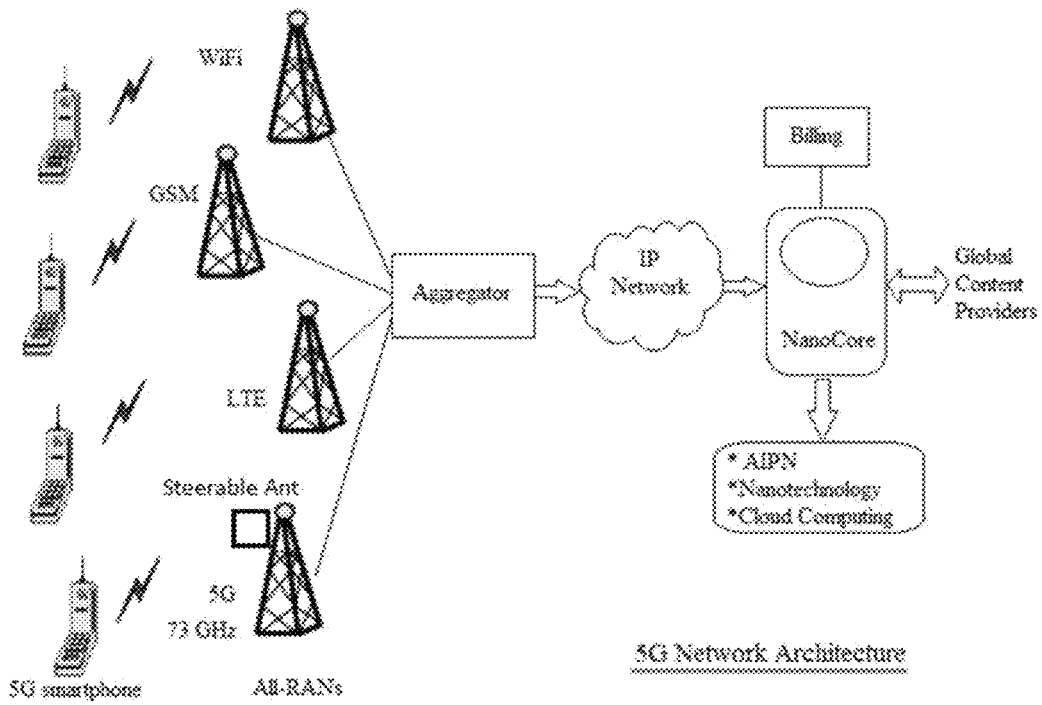 WiFi
GSM
LTE
Steerable Ant
5G
73 GHz
5G smartphone
All-RANs
Aggregator
IP
Network
Billing
NanoCore
Global
Content
Providers
* AIPN
*Nanotechnology
*Cloud Computing
5G Network Architecture